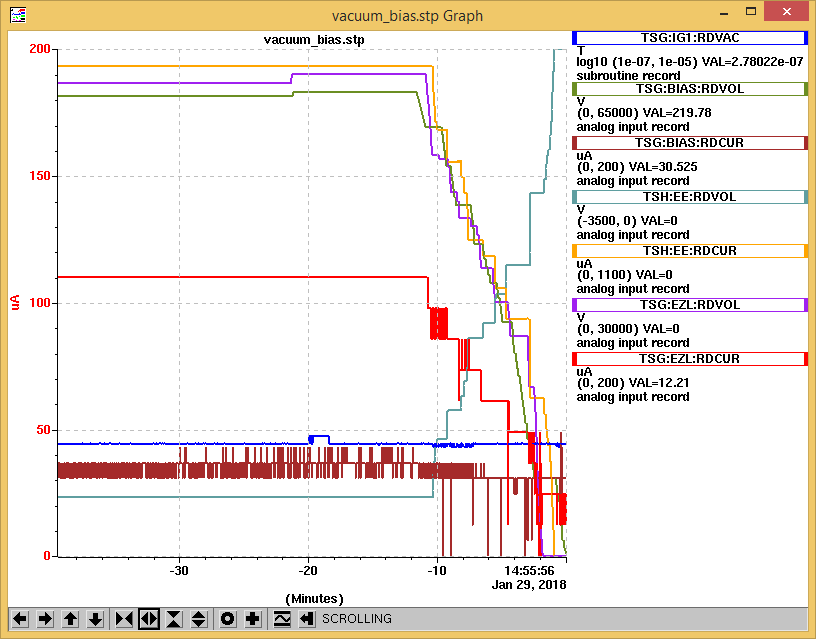 vacuum_bias.stp Graph
vacuum_bias.stp
200
150
100
50
0
uA
-30
-20
-10
14:55:56
Jan 29, 2018
(Minutes)
TSG:IG1:RDVAC
T
log10 (1e-07, 1e-05) VAL=2.78022e-07
subroutine record
TSG:BIAS:RDVOL
V
(0, 65000) VAL=219.78
analog input record
TSG:BIAS:RDCUR
uA
(0, 200) VAL=30.525
analog input record
TSH:EE:RDVOL
V
(-3500, 0) VAL=0
analog input record
TSH:EE:RDCUR
uA
(0, 1100) VAL=0
analog input record
TSG:EZL:RDVOL
V
(0, 30000) VAL=0
analog input record
TSG:EZL:RDCUR
uA
(0, 200) VAL=12.21
analog input record
SCROLLING